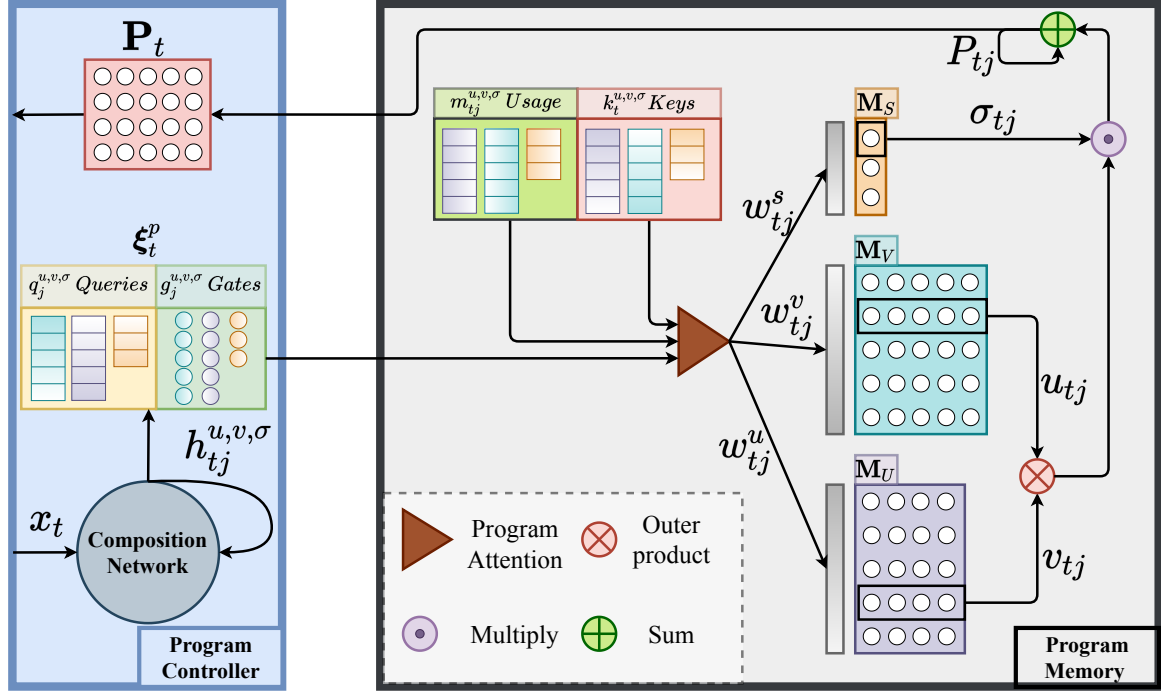 𝐏_t
ξ_t^p
q_j^{u,v,σ} Queries
g_j^{u,v,σ} Gates
h_{tj}^{u,v,σ}
x_t
Composition
Network
Program
Controller
m_{tj}^{u,v,σ} Usage
k_t^{u,v,σ} Keys
w_{tj}^s
w_{tj}^v
w_{tj}^u
P_{tj}
M_S
σ_{tj}
M_V
u_{tj}
M_U
v_{tj}
Program
Attention
Outer
product
Multiply
Sum
Program
Memory